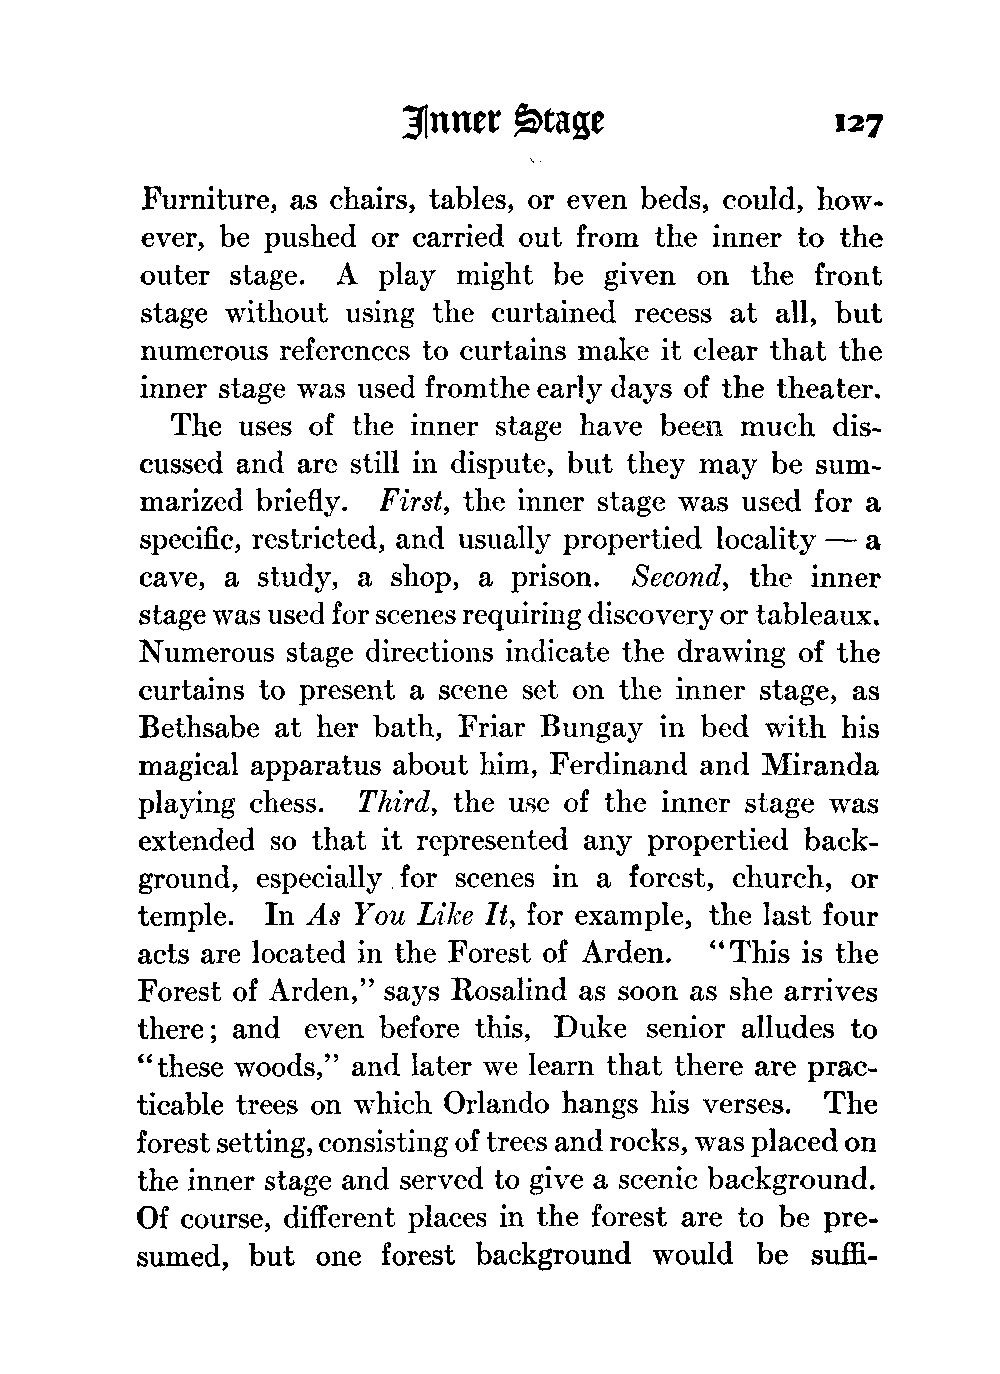 Inner Stage 127
Furniture, as chairs, tables, or even beds, could, how-
ever, be pushed or carried out from the inner to the
outer stage. A play might be given on the front
stage without using the curtained recess at all, but
numerous references to curtains make it clear that the
inner stage was used fromthe early days of the theater.
The uses of the inner stage have been much dis-
cussed and are still in dispute, but they may be sum-
marized briefly. First, the inner stage was used for a
specific, restricted, and usually propertied locality — a
cave, a study, a shop, a prison. Second, the inner
stage was used for scenes requiring discovery or tableaux.
Numerous stage directions indicate the drawing of the
curtains to present a scene set on the inner stage, as
Bethsabe at her bath, Friar Bungay in bed with his
magical apparatus about him, Ferdinand and Miranda
playing chess. Third, the use of the inner stage was
extended so that it represented any propertied back-
ground, especially for scenes in a forest, church, or
temple. In As You Like It, for example, the last four
acts are located in the Forest of Arden. "This is the
Forest of Arden," says Rosalind as soon as she arrives
there; and even before this, Duke senior alludes to
"these woods," and later we learn that there are prac-
ticable trees on which Orlando hangs his verses. The
forest setting, consisting of trees and rocks, was placed on
the inner stage and served to give a scenic background.
Of course, different places in the forest are to be pre-
sumed, but one forest background would be suffi-